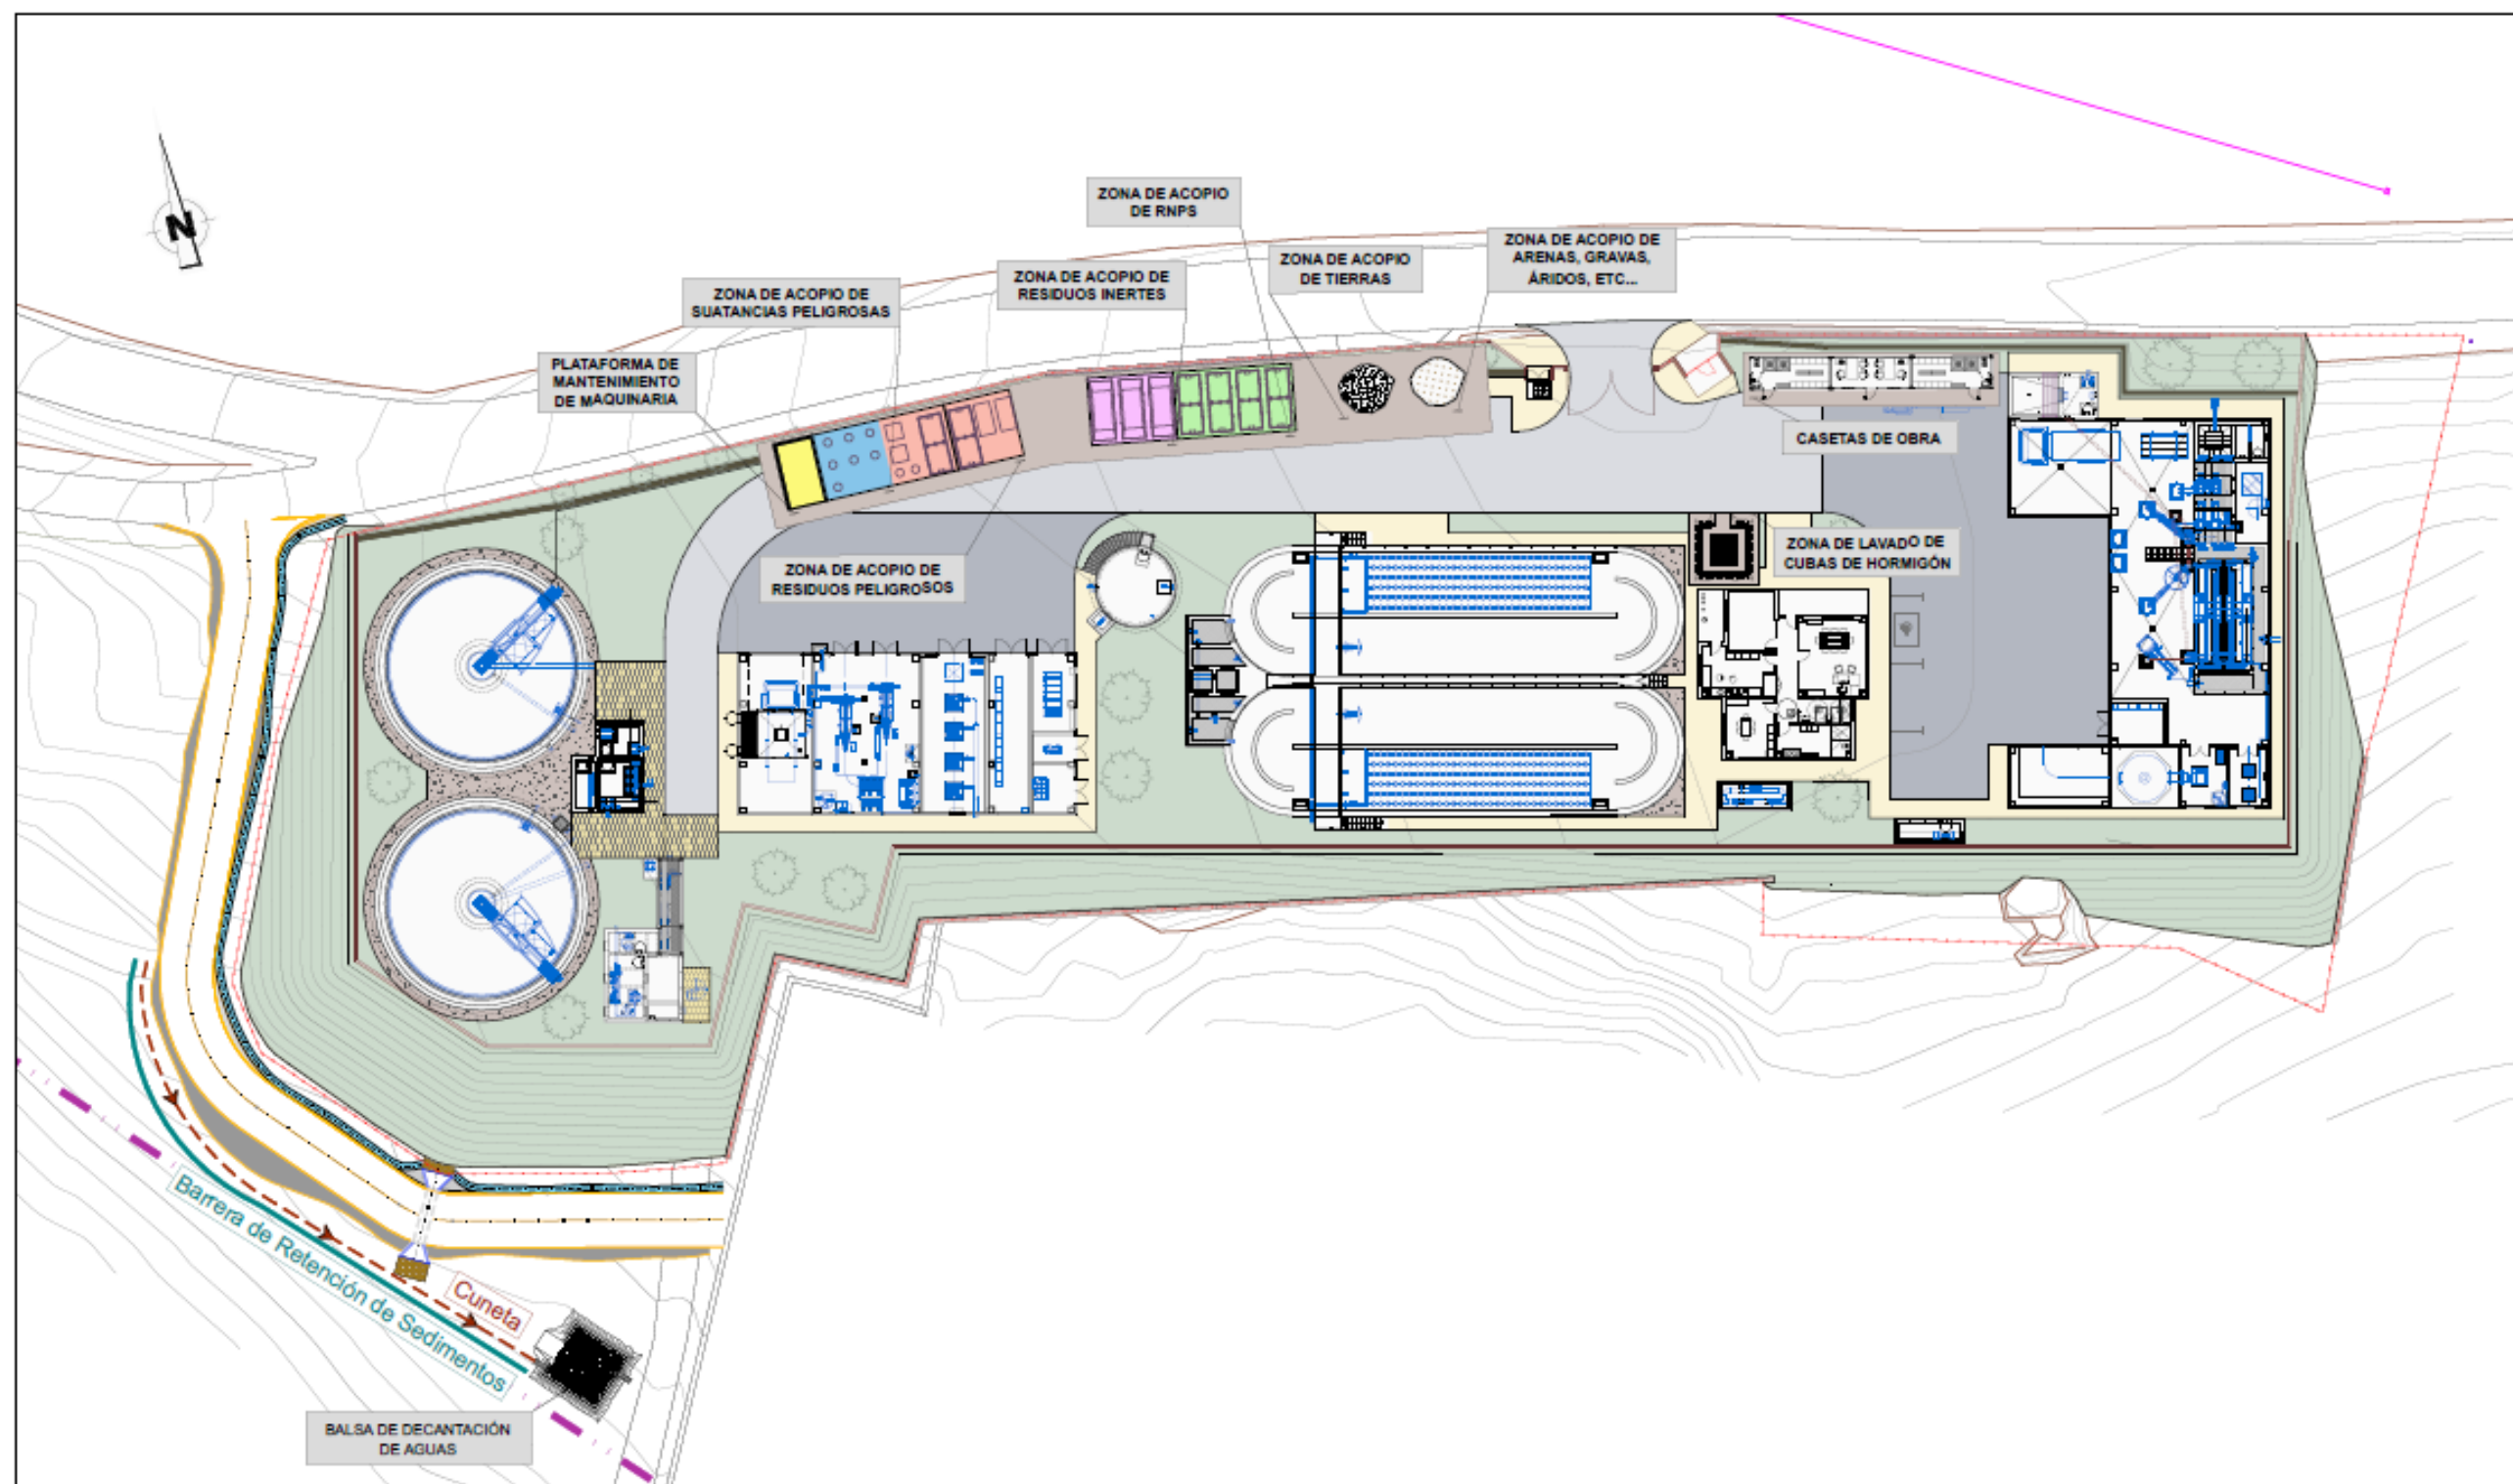 N
ZONA DE ACOPIO
DE RNPS
ZONA DE ACOPIO DE
ARENAS, GRAVAS,
ÁRIDOS, ETC...
ZONA DE ACOPIO
DE TIERRAS
ZONA DE ACOPIO DE
RESIDUOS INERTES
ZONA DE ACOPIO DE
SUATANCIAS PELIGROSAS
PLATAFORMA DE
MANTENIMIENTO
DE MAQUINARIA
CASETAS DE OBRA
ZONA DE LAVADO DE
CUBAS DE HORMIGÓN
ZONA DE ACOPIO DE
RESIDUOS PELIGROSOS
Barrera de Retención de Sedimentos
Cuneta
BALSA DE DECANTACIÓN
DE AGUAS